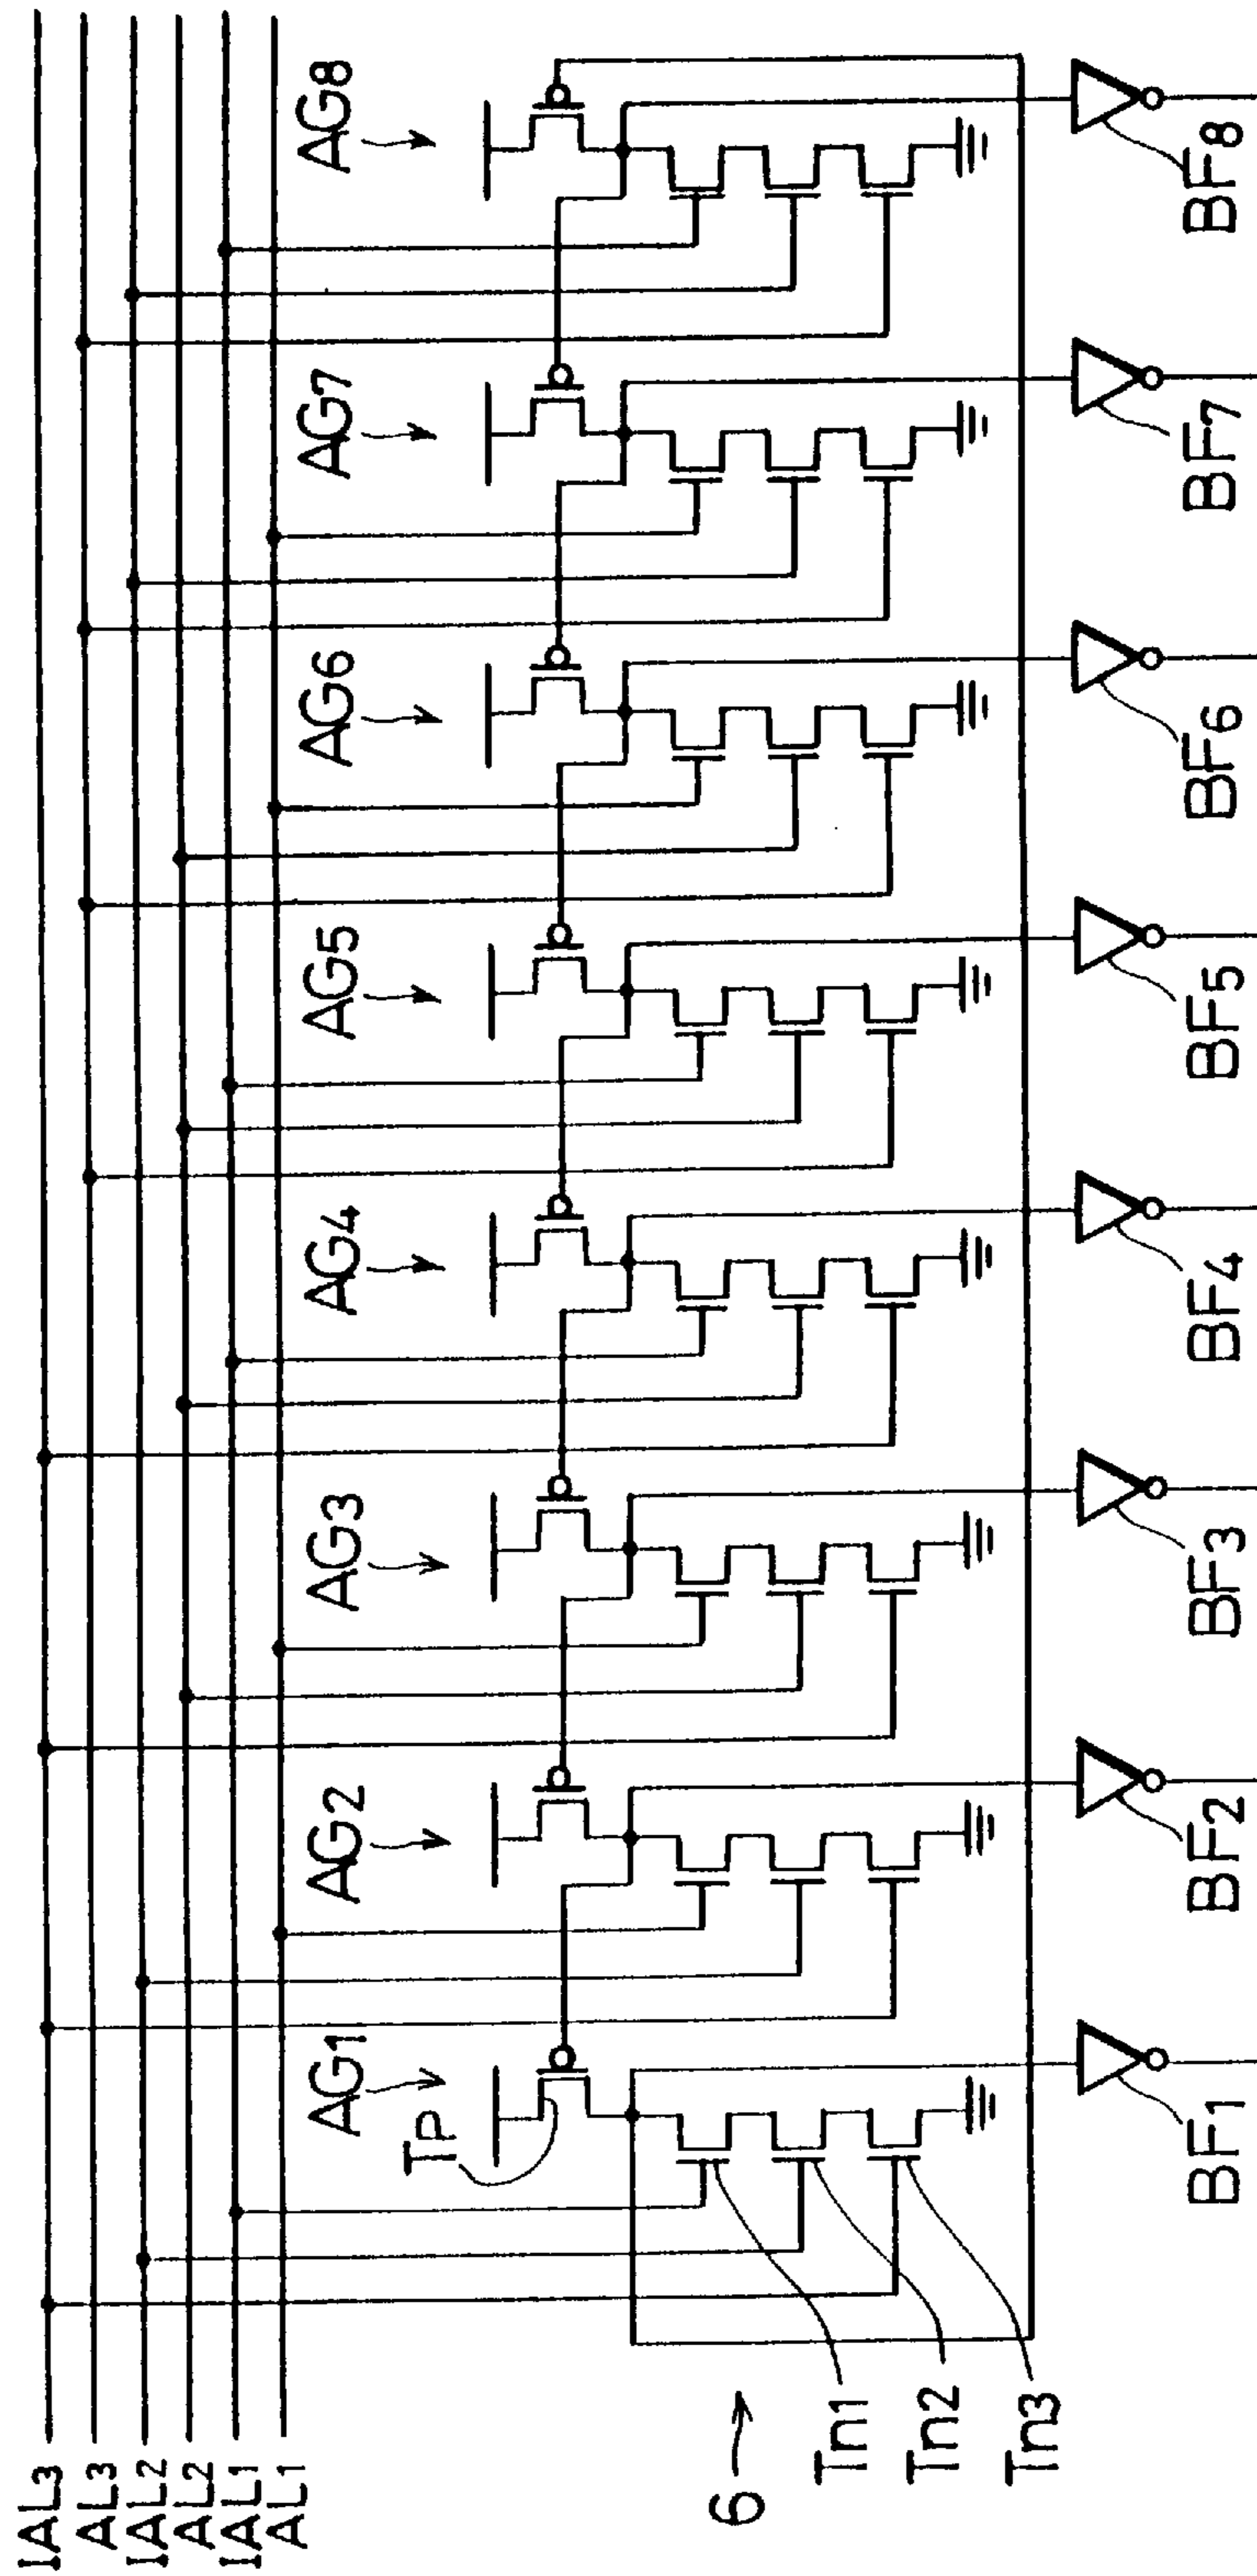 IAL3
AL3
IAL2
AL2
IAL1
AL1
AG1
AG2
AG3
AG4
AG5
AG6
AG7
AG8
TP
6
Tn1
Tn2
Tn3
BF1
BF2
BF3
BF4
BF5
BF6
BF7
BF8